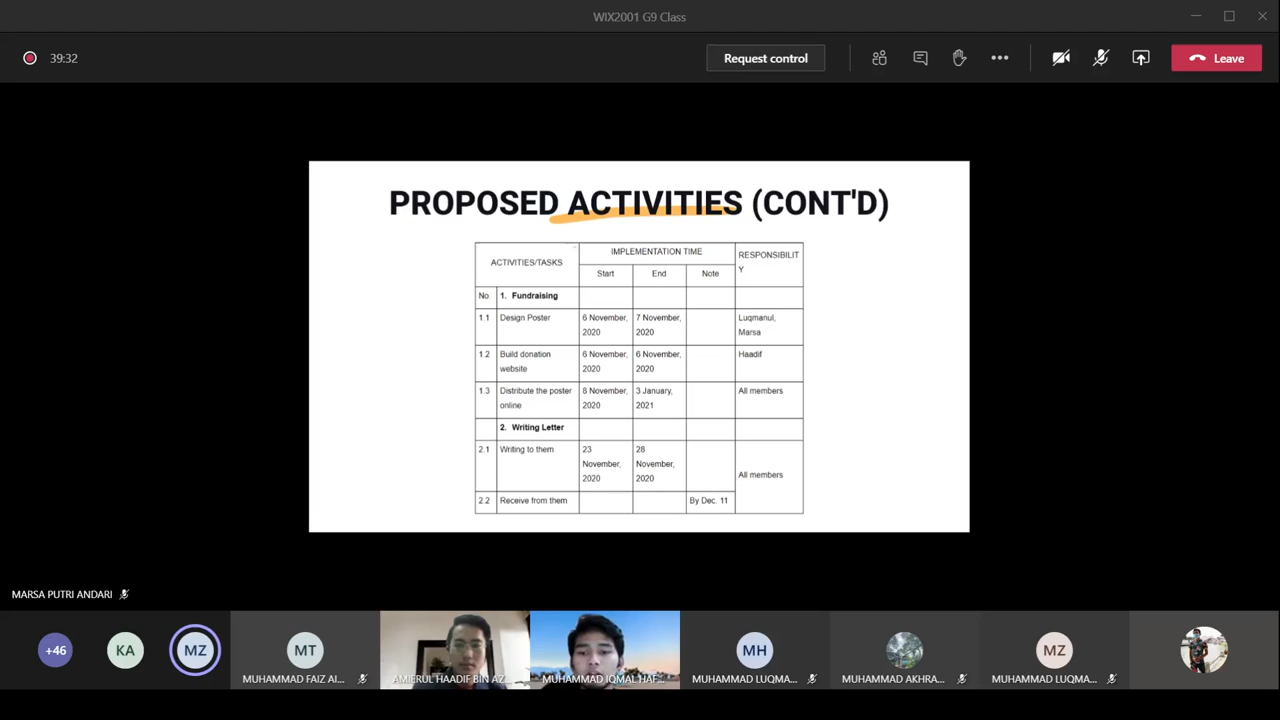 WIX2001 G9 Class
39:32
Request control
Leave
PROPOSED ACTIVITIES (CONT'D)
ACTIVITIES/TASKS
IMPLEMENTATION TIME
RESPONSIBILIT
Y
Start End Note
No. 1. Fundraising
1.1 Design Poster 6 November, 7 November, Luqmanul,
2020 2020 Marsa
1.2 Build donation 6 November, 6 November, Haadif
website 2020 2020
1.3 Distribute the poster 8 November, 3 January, All members
online 2020 2021
2. Writing Letter
2.1 Writing to them 23 28
November, November,
2020 2020
All members
2.2 Receive from them By Dec. 11
MARSA PUTRI ANDARI
+46
KA
MZ
MT
MH
MZ
MUHAMMAD FAIZ AI...
AMIERUL HAADIF BIN AZ...
MUHAMMAD IQMAL HAF...
MUHAMMAD LUQMA...
MUHAMMAD AKHRA...
MUHAMMAD LUQMA...